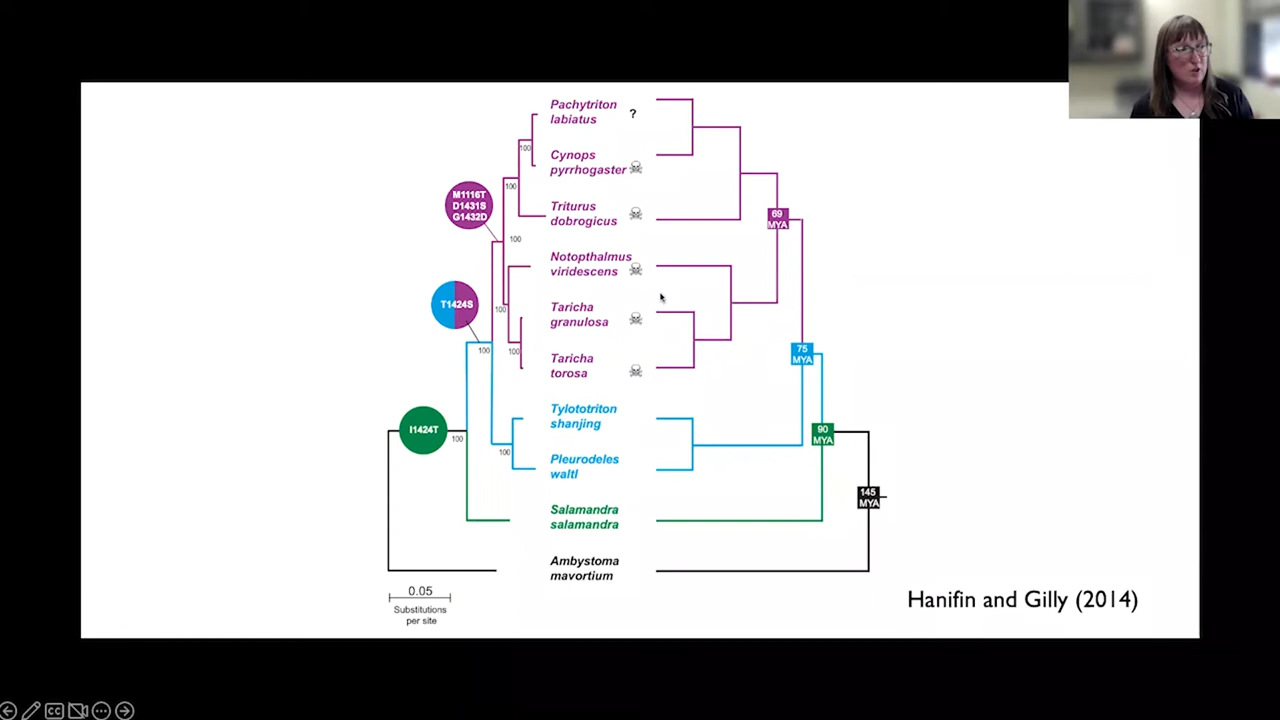 Pachytriton
labiatus
?
Cynops
pyrrhogaster
Triturus
dobrogicus
Notopthalmus
viridescens
Taricha
granulosa
Taricha
torosa
Tylototriton
shanjing
Pleurodeles
waltl
Salamandra
salamandra
Ambystoma
mavortium
M1116T
D1431S
G1432D
T1424S
I1424T
100
100
100
100
100
100
100
100
69
MYA
75
MYA
90
MYA
145
MYA
0.05
Substitutions
per site
Hanifin and Gilly (2014)
CC